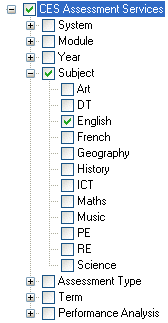 CES Assessment Services
System
Module
Year
Subject
Art
DT
English
French
Geography
History
ICT
Maths
Music
PE
RE
Science
Assessment Type
Term
Performance Analysis